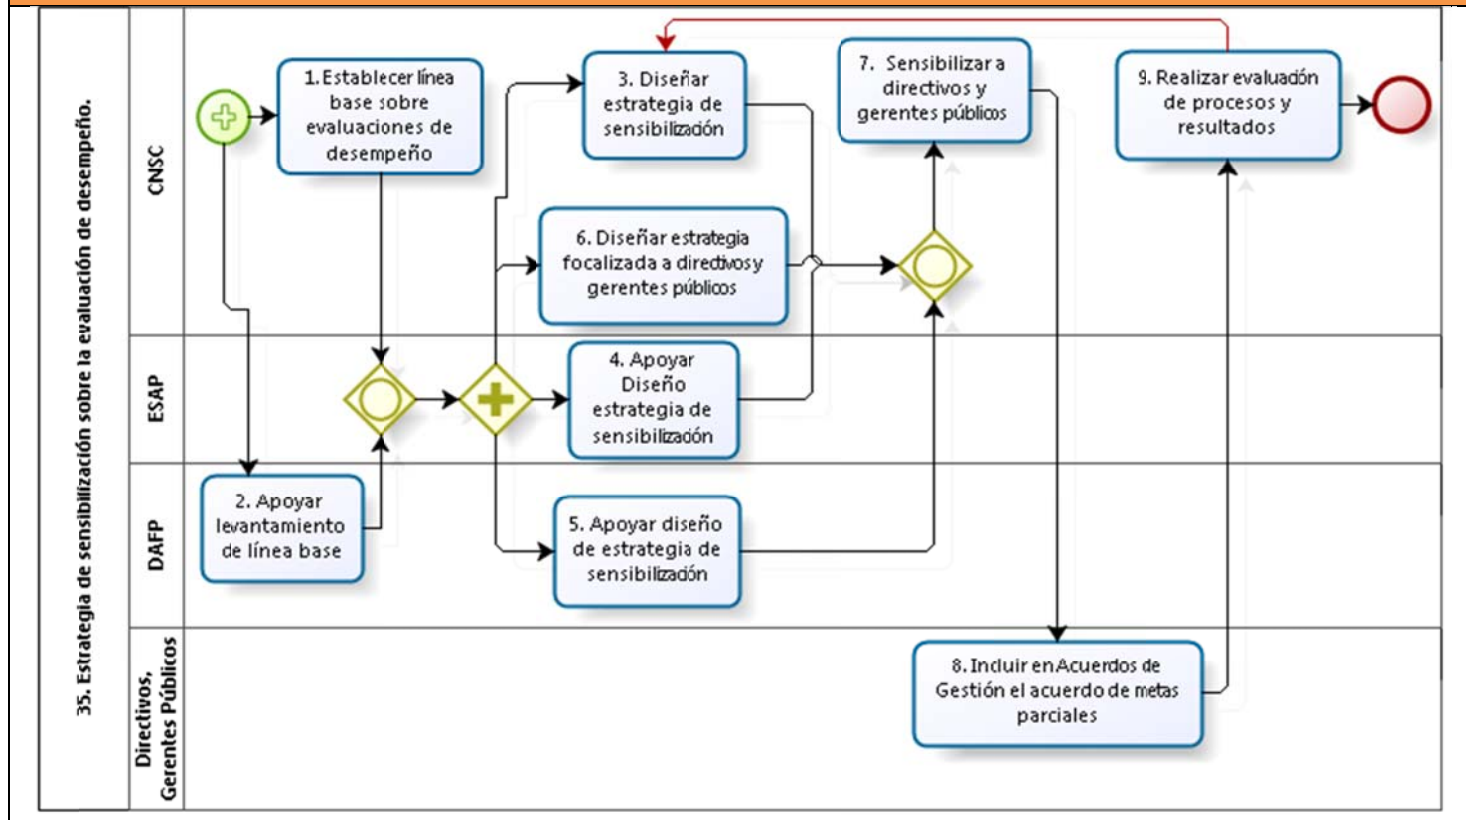 35. Estrategia de sensibilización sobre la evaluación de desempeño.
CNSC
1.Establecer línea
base sobre
evaluaciones de
desempeño
3. Diseñar
estrategia de
sensibilización
7. Sensibilizar a
directivos y
gerentes públicos
9. Realizar evaluación
de procesos y
resultados
6. Diseñar estrategia
focalizada a directivos y
gerentes públicos
ESAP
4. Apoyar
Diseño
estrategia de
sensibilización
DAFP
2. Apoyar
levantamiento
de línea base
5. Apoyar diseño
de estrategia de
sensibilización
Directivos,
Gerentes Públicos
8. Incluir en Acuerdos de
Gestión el acuerdo de metas
parciales